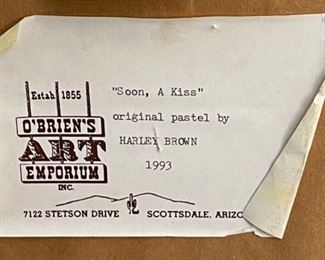 Estab. 1855
O'BRIEN'S
ART
EMPORIUM
INC.
"Soon, A Kiss"
original pastel by
HARLEY BROWN
1993
7122 STETSON DRIVE SCOTTSDALE, ARIZO